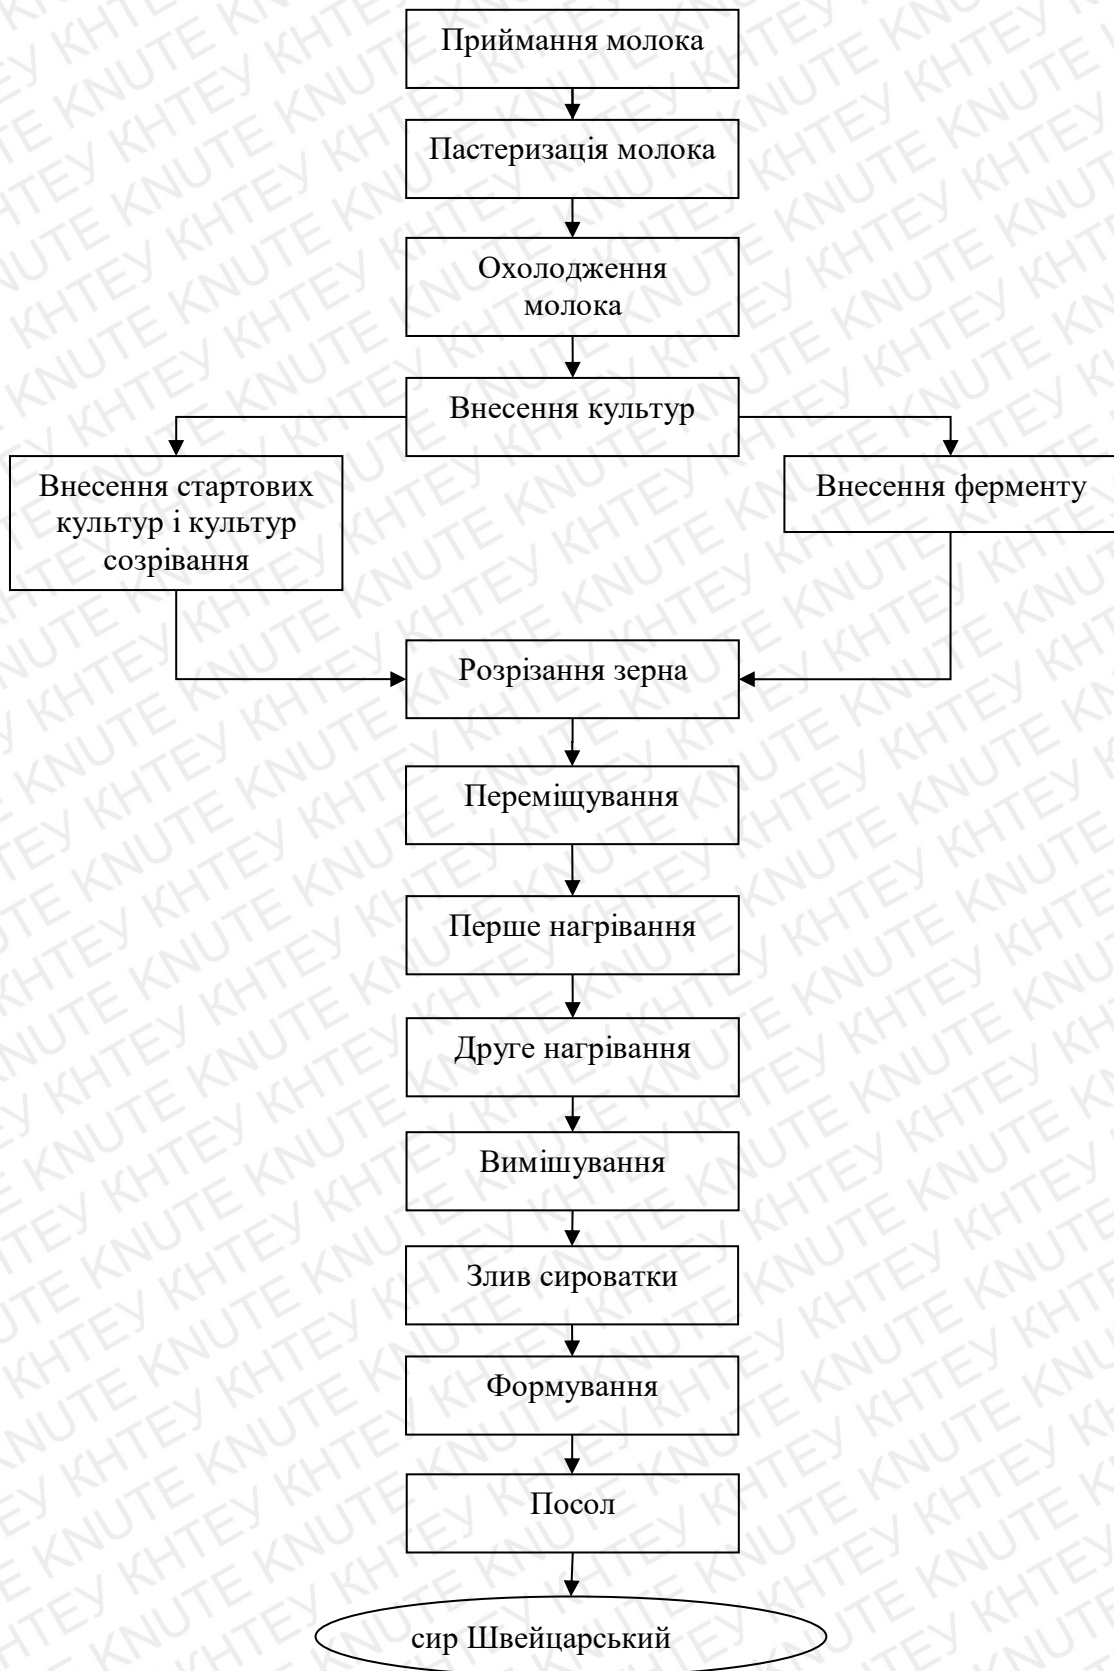 Приймання молока
Пастеризація молока
Охолодження
молока
Внесення культур
Внесення стартових
культур і культур
созрівання
Внесення ферменту
Розрізання зерна
Переміщування
Перше нагрівання
Друге нагрівання
Вимішування
Злив сироватки
Формування
Посол
сир Швейцарський